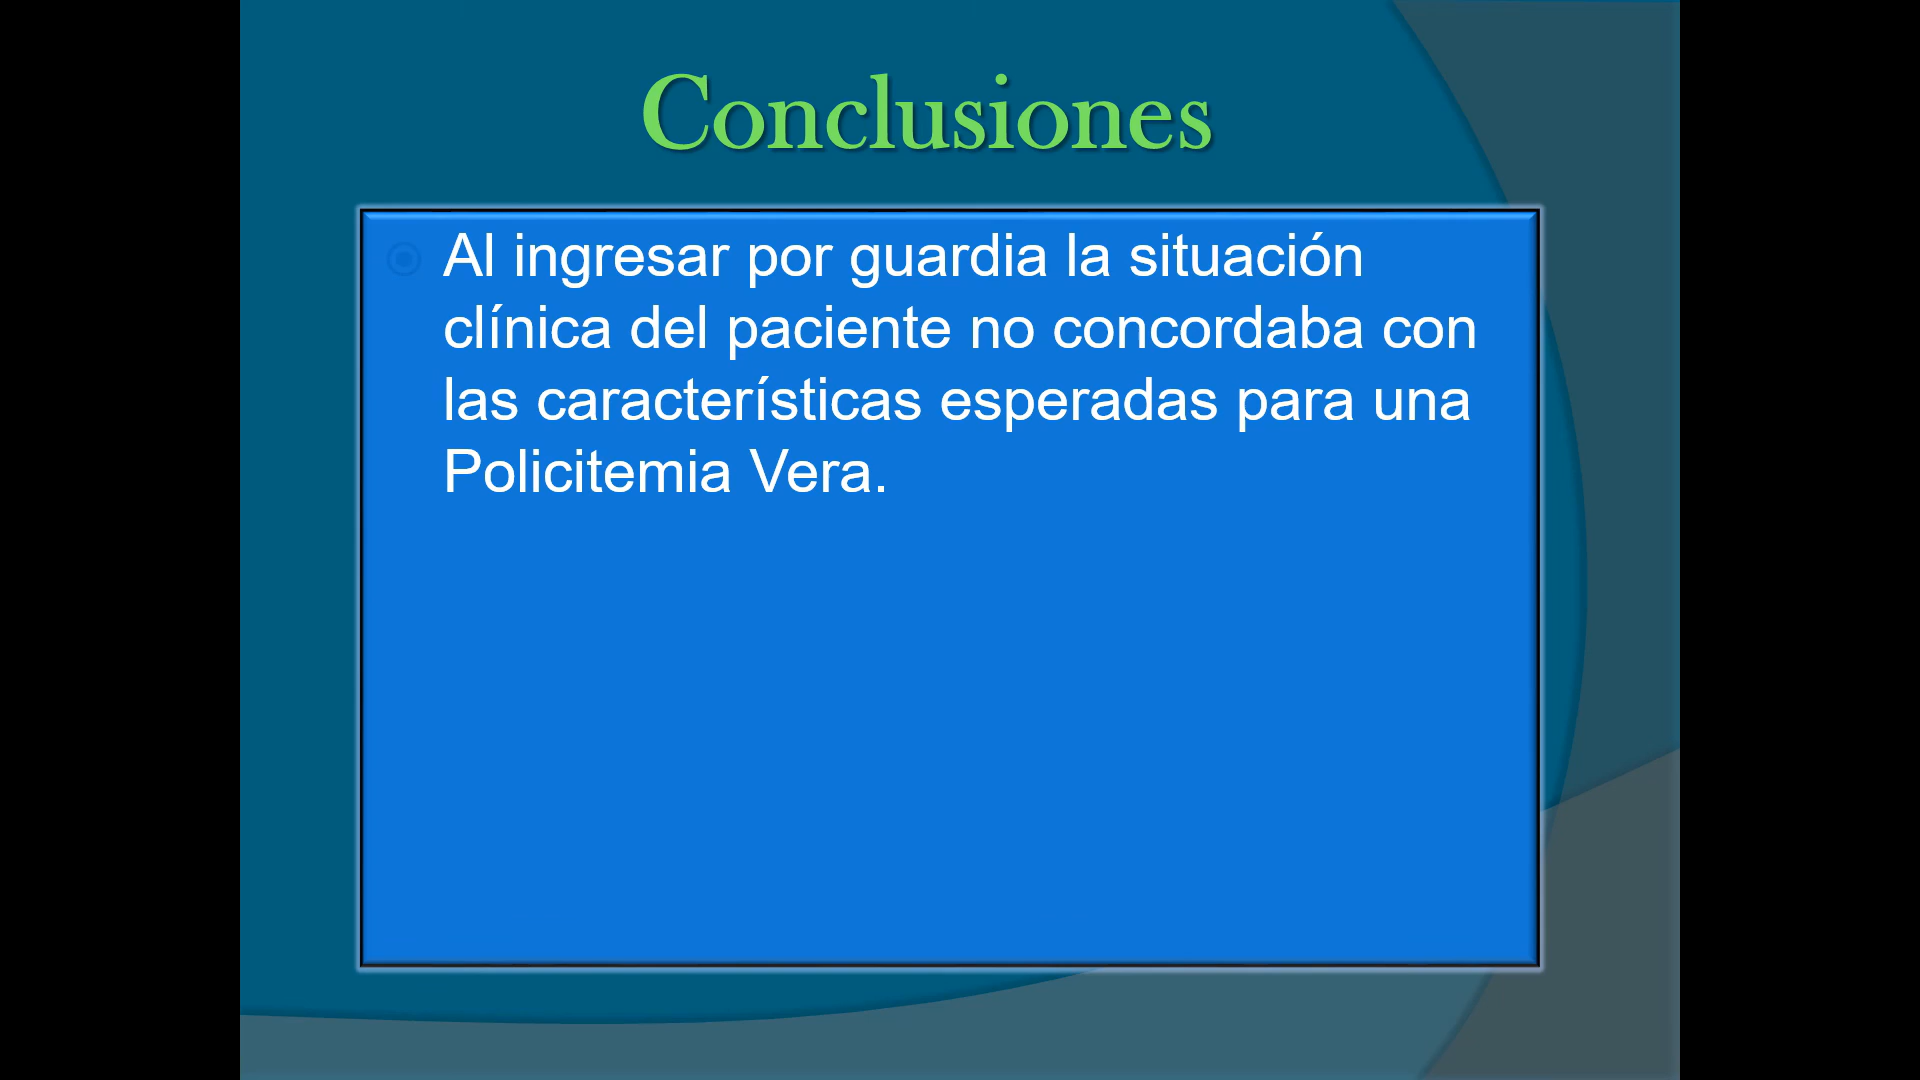 Conclusiones
Al ingresar por guardia la situación
clínica del paciente no concordaba con
las características esperadas para una
Policitemia Vera.